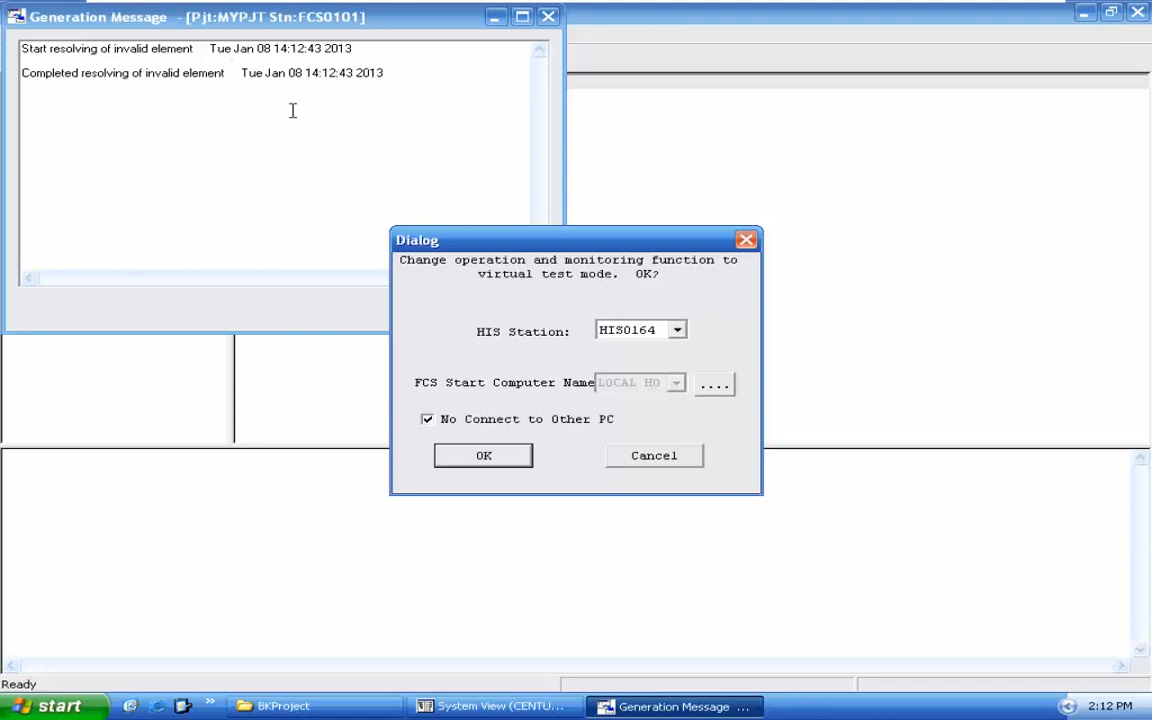 Generation Message - [Pjt:MYPJT Stn:FCS0101]
Start resolving of invalid element Tue Jan 08 14:12:43 2013
Completed resolving of invalid element Tue Jan 08 14:12:43 2013
Dialog
Change operation and monitoring function to
virtual test mode. OK?
HIS Station: HIS0164
FCS Start Computer Name LOCAL HO ....
No Connect to Other PC
OK Cancel
Ready
start BKProject System View (CENTU... Generation Message ... 2:12 PM